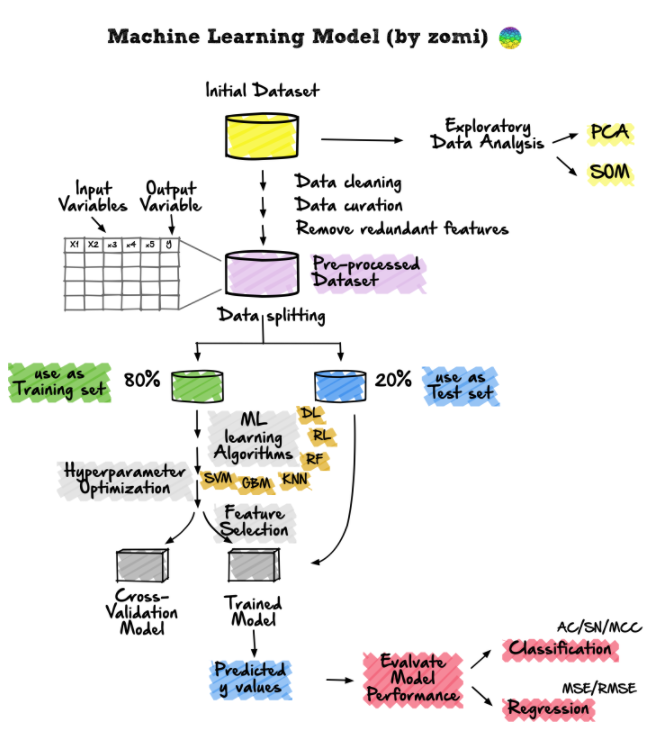 Machine Learning Model (by zomi)
Initial Dataset
Exploratory
Data Analysis
PCA
SOM
Data cleaning
Data curation
Remove redundant features
Input
Variables
Output
Variable
X1 X2 x3 x4 x5 y
Pre-processed
Dataset
Data splitting
use as
Training set
80%
20%
use as
Test set
ML
learning
Algorithms
DL
RL
RF
KNN
GBM
SVM
Hyperparameter
Optimization
Feature
Selection
Cross-
Validation
Model
Trained
Model
Predicted
y values
Evaluate
Model
Performance
AC/SN/MCC
Classification
MSE/RMSE
Regression